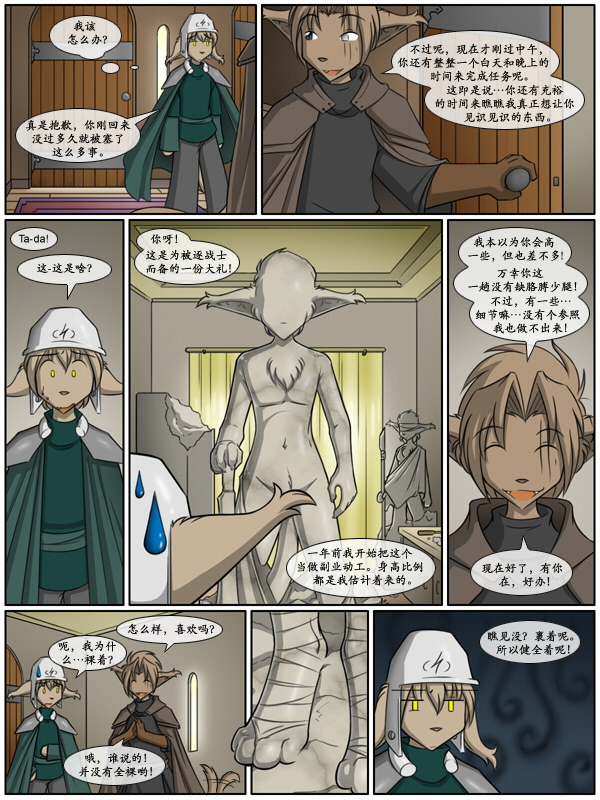 我该
怎么办？
真是抱歉，你刚回来
没过多久就被塞了
这么多事。
不过呢，现在才刚过中午，
你还有整整一个白天和晚上的
时间来完成任务呢。
这即是说…你还有充裕
的时间来瞧瞧我真正想让你
见识见识的东西。
Ta-da!
这-这是啥？
你呀！
这是为被逐战士
而备的一份大礼！
一年前我开始把这个
当做副业动工。身高比例
都是我估计着来的。
我本以为你会高
一些，但也差不多！
万幸你这
一趟没有缺胳膊少腿！
不过，有一些…
细节嘛…没有个参照
我也做不出来！
现在好了，有你
在，好办！
怎么样，喜欢吗？
呃，我为什
么…裸着？
哦，谁说的！
并没有全裸哟！
瞧见没？裹着呢。
所以健全着呢！